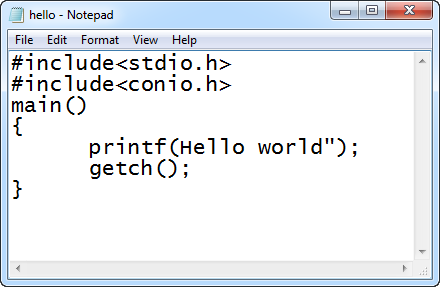 hello - Notepad
File Edit Format View Help
#include<stdio.h>
#include<conio.h>
main()
{
printf(Hello world");
getch();
}